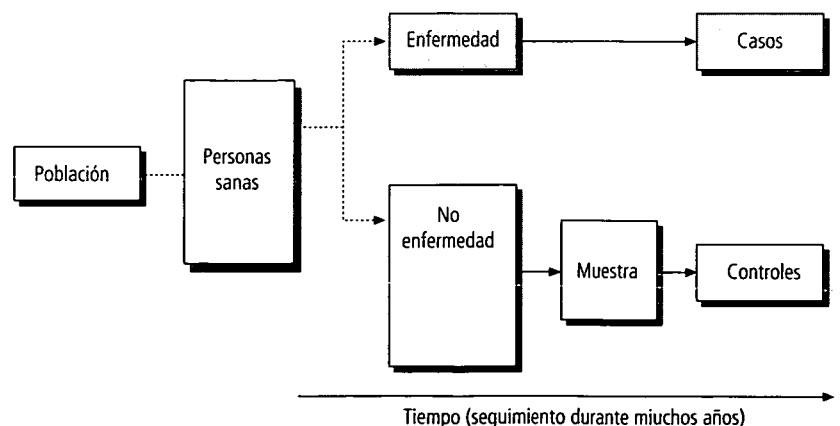 Enfermedad
Casos
Población
Personas
sanas
No
enfermedad
Muestra
Controles
Tiempo (seguimiento durante miuchos años)